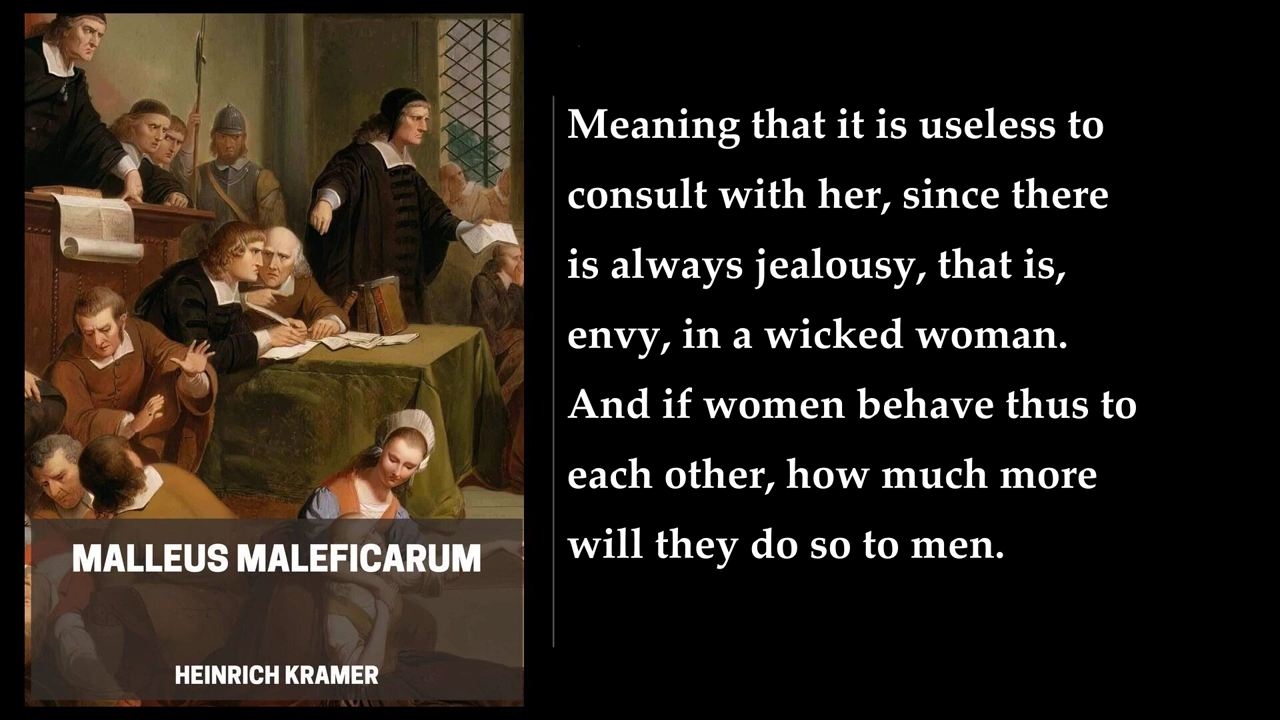 MALLEUS MALEFICARUM
HEINRICH KRAMER
Meaning that it is useless to
consult with her, since there
is always jealousy, that is,
envy, in a wicked woman.
And if women behave thus to
each other, how much more
will they do so to men.